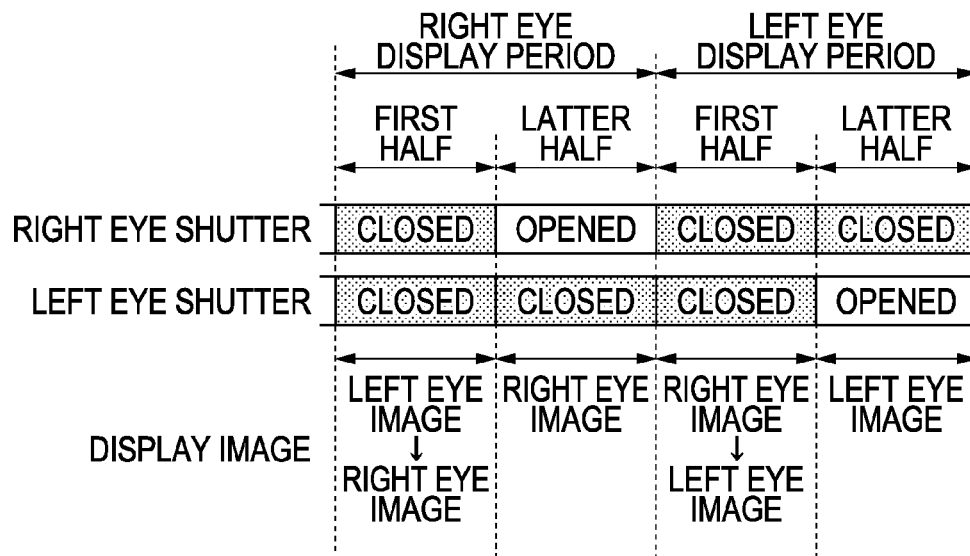 RIGHT EYE
DISPLAY PERIOD
LEFT EYE
DISPLAY PERIOD
FIRST
HALF
LATTER
HALF
FIRST
HALF
LATTER
HALF
RIGHT EYE SHUTTER
CLOSED
OPENED
CLOSED
CLOSED
LEFT EYE SHUTTER
CLOSED
CLOSED
CLOSED
OPENED
DISPLAY IMAGE
LEFT EYE
IMAGE
↓
RIGHT EYE
IMAGE
RIGHT EYE
IMAGE
RIGHT EYE
IMAGE
↓
LEFT EYE
IMAGE
LEFT EYE
IMAGE